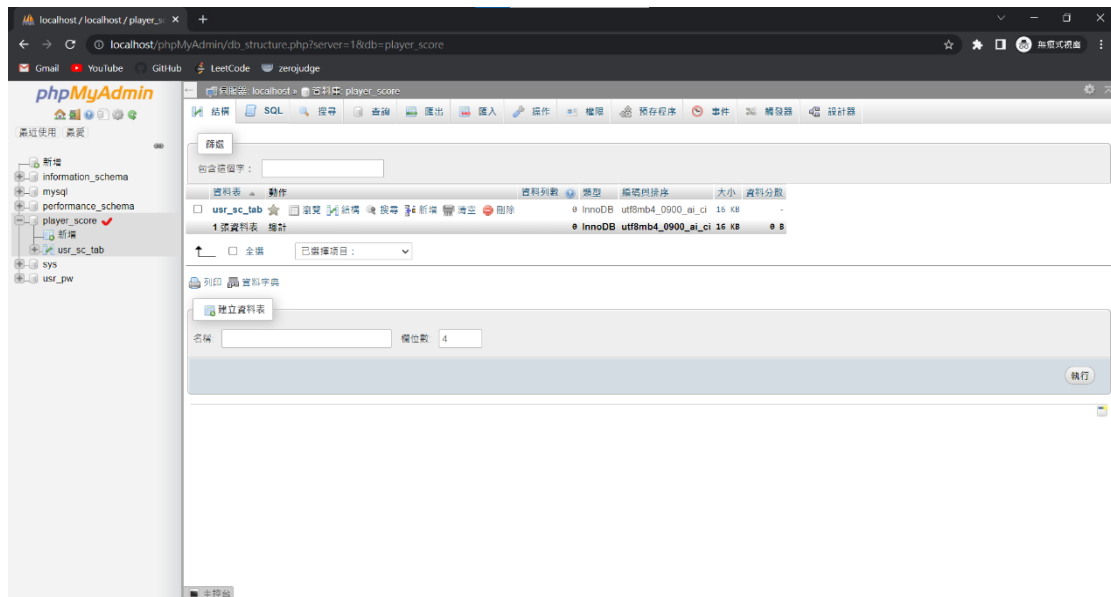 localhost / localhost / player_sc
localhost/phpMyAdmin/db_structure.php?server=1&db=player_score
無痕式視窗
Gmail YouTube GitHub LeetCode zerojudge
phpMyAdmin
最近使用 最愛
新增
information_schema
mysql
performance_schema
player_score
新增
usr_sc_tab
sys
usr_pw
伺服器: localhost » 資料庫: player_score
結構 SQL 搜尋 查詢 匯出 匯入 操作 權限 預存程序 事件 觸發器 設計器
篩選
包含這個字:
資料表 動作 資料列數 類型 編碼與排序 大小 資料分散
usr_sc_tab 瀏覽 結構 搜尋 新增 清空 刪除 0 InnoDB utf8mb4_0900_ai_ci 16 KB -
1 張資料表 總計 0 InnoDB utf8mb4_0900_ai_ci 16 KB 0 B
全選 已選擇項目:
列印 資料字典
建立資料表
名稱: 欄位數: 4
執行
主控台